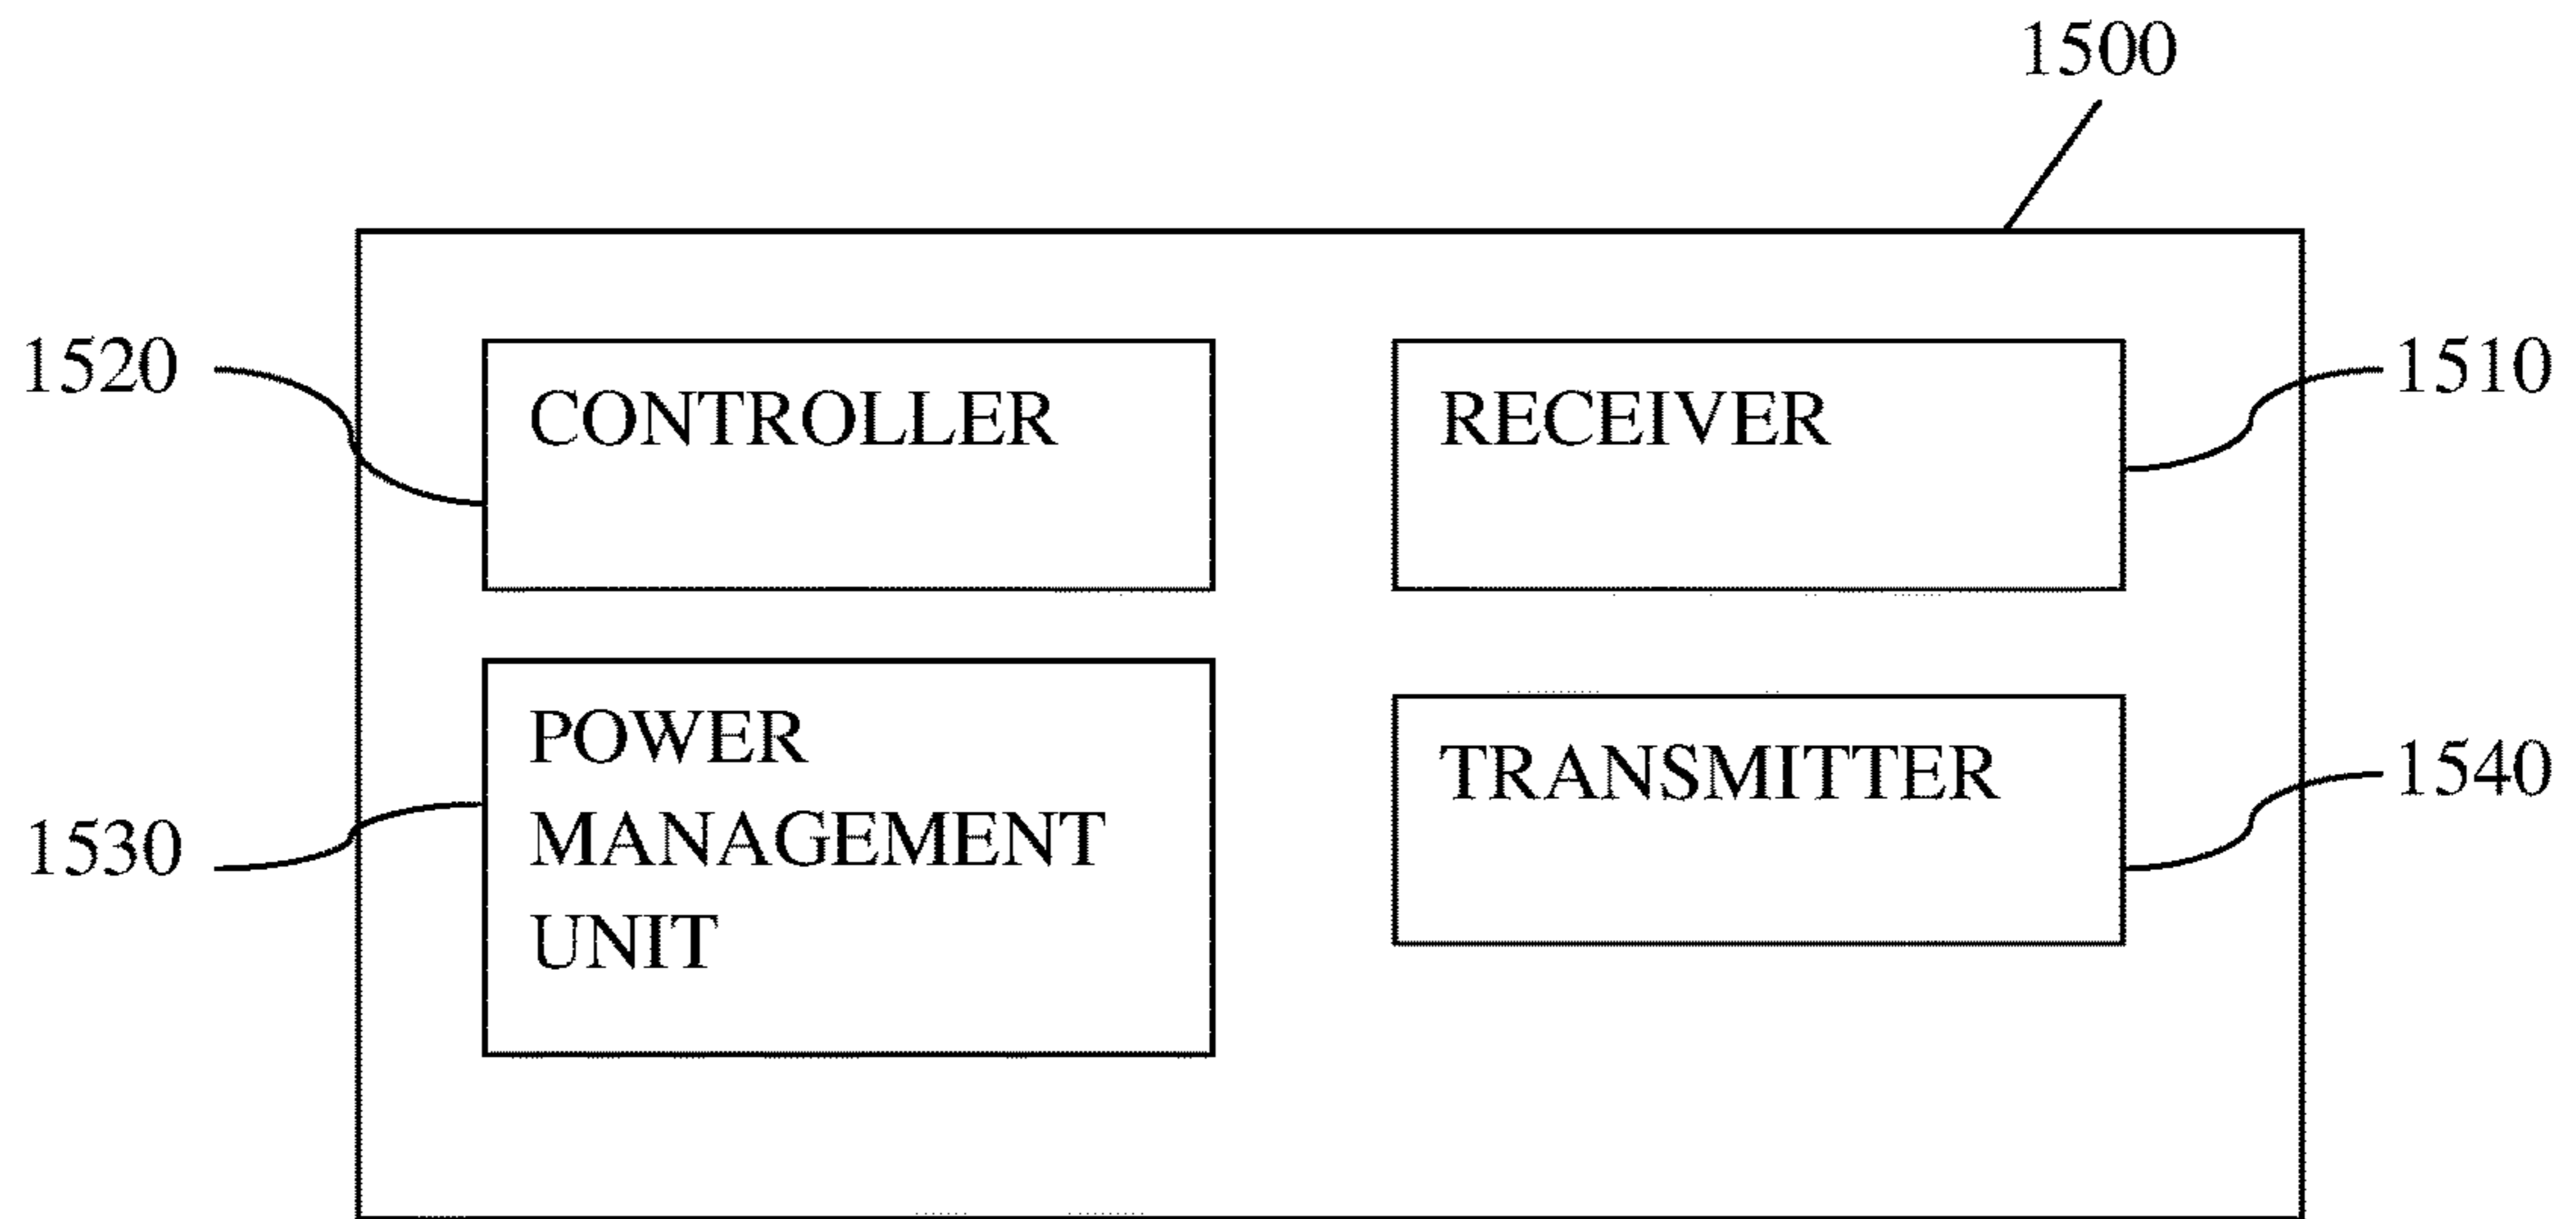 1500
1520
CONTROLLER
RECEIVER
1510
POWER
MANAGEMENT
UNIT
1530
TRANSMITTER
1540